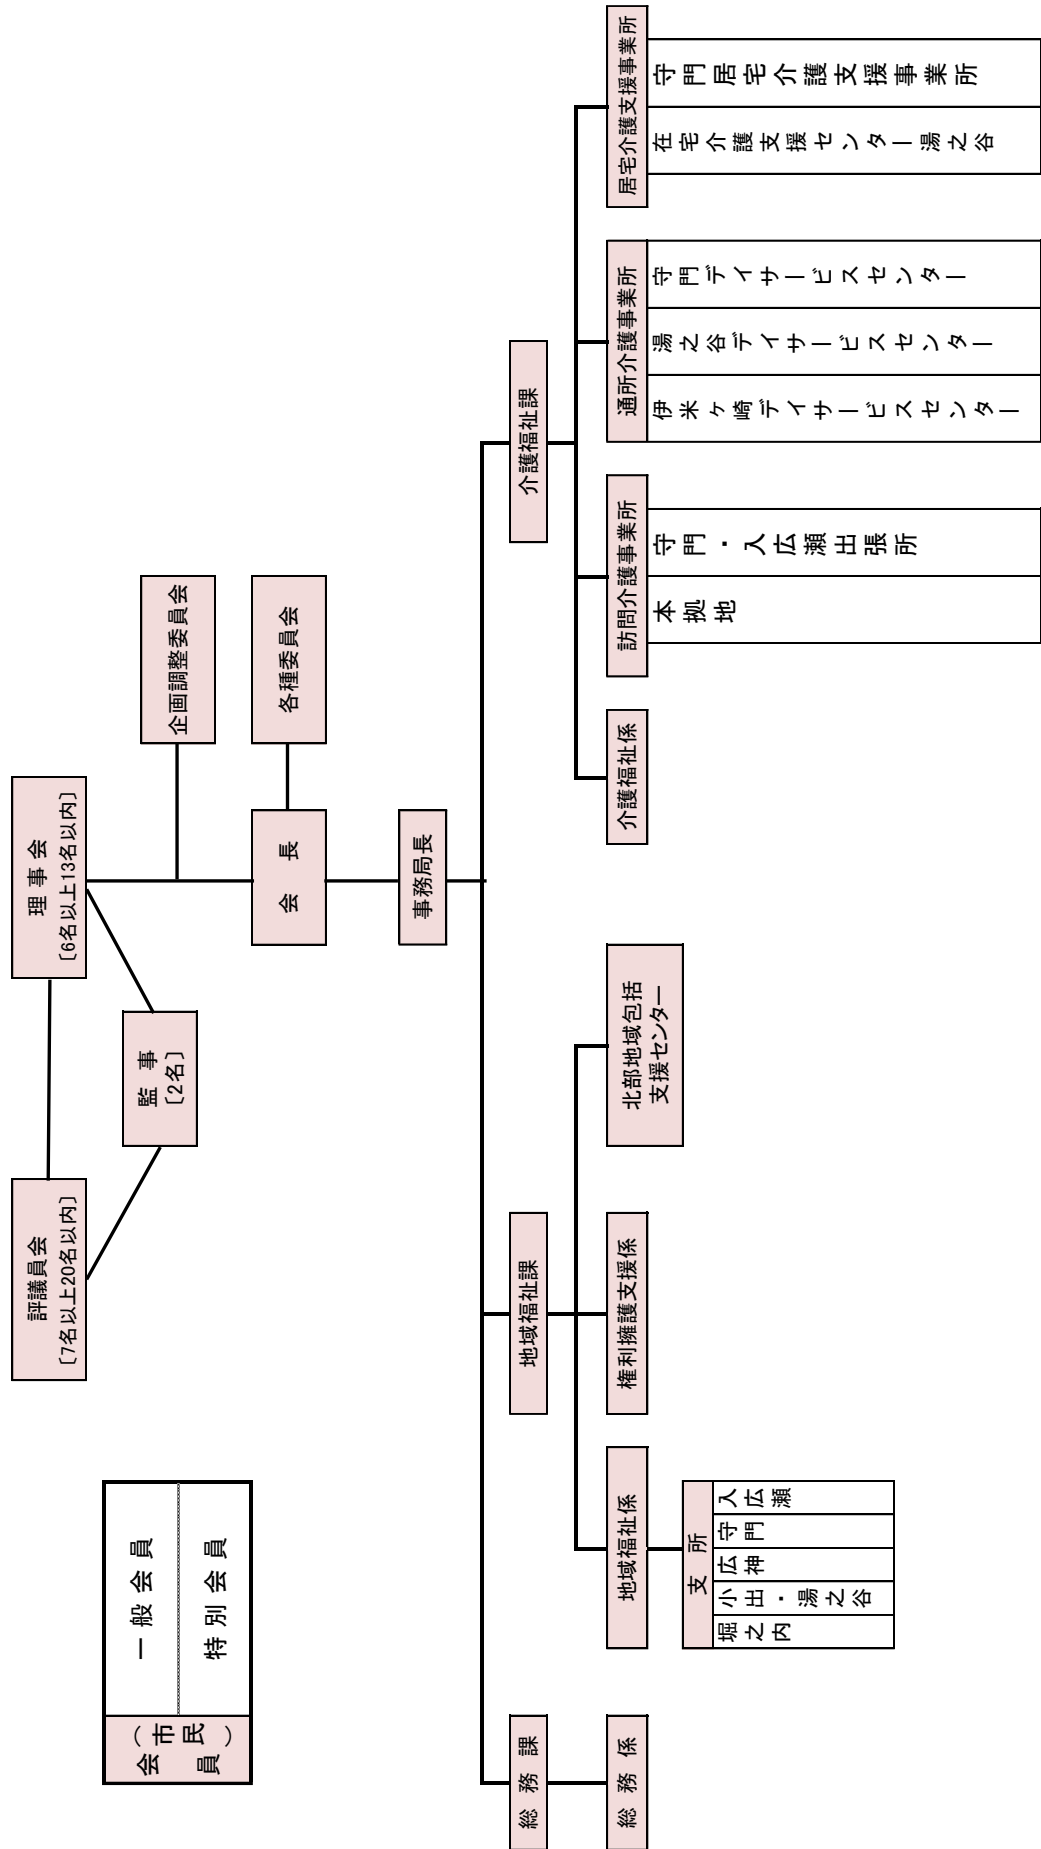 会員
（市民）
一般会員
特別会員
評議員会
〔7名以上20名以内〕
理事会
〔6名以上13名以内〕
監事
〔2名〕
企画調整委員会
会長
各種委員会
事務局長
総務課
地域福祉課
介護福祉課
総務係
地域福祉係
権利擁護支援係
北部地域包括
支援センター
介護福祉係
訪問介護事業所
通所介護事業所
居宅介護支援事業所
支所
堀之内
小出・湯之谷
広神
守門
入広瀬
本拠地
守門・入広瀬出張所
伊米ヶ崎デイサービスセンター
湯之谷デイサービスセンター
守門デイサービスセンター
在宅介護支援センター湯之谷
守門居宅介護支援事業所